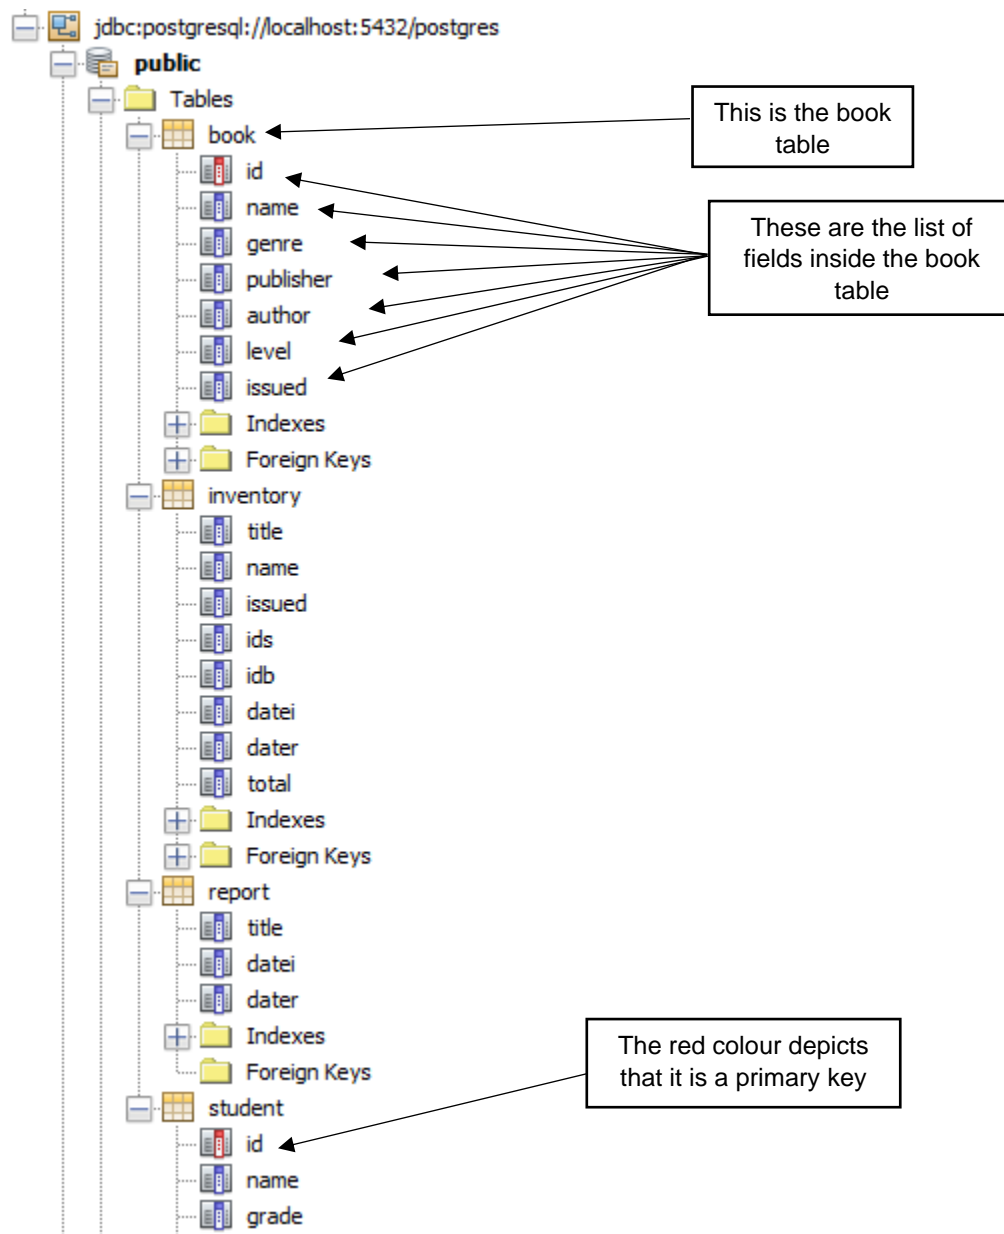 jdbc:postgresql://localhost:5432/postgres
public
Tables
book
This is the book
table
id
name
genre
publisher
author
level
issued
These are the list of
fields inside the book
table
Indexes
Foreign Keys
inventory
title
name
issued
ids
idb
datei
dater
total
Indexes
Foreign Keys
report
title
datei
dater
Indexes
Foreign Keys
The red colour depicts
that it is a primary key
student
id
name
grade